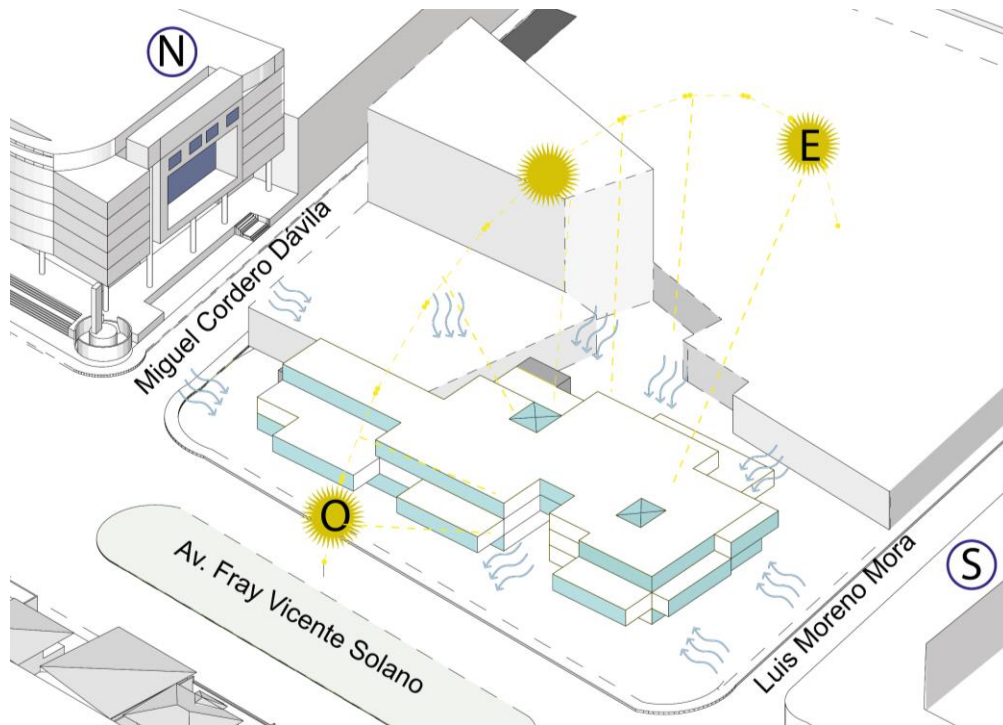 N
E
Miguel Cordero Dávila
O
S
Luis Moreno Mora
Av. Fray Vicente Solano